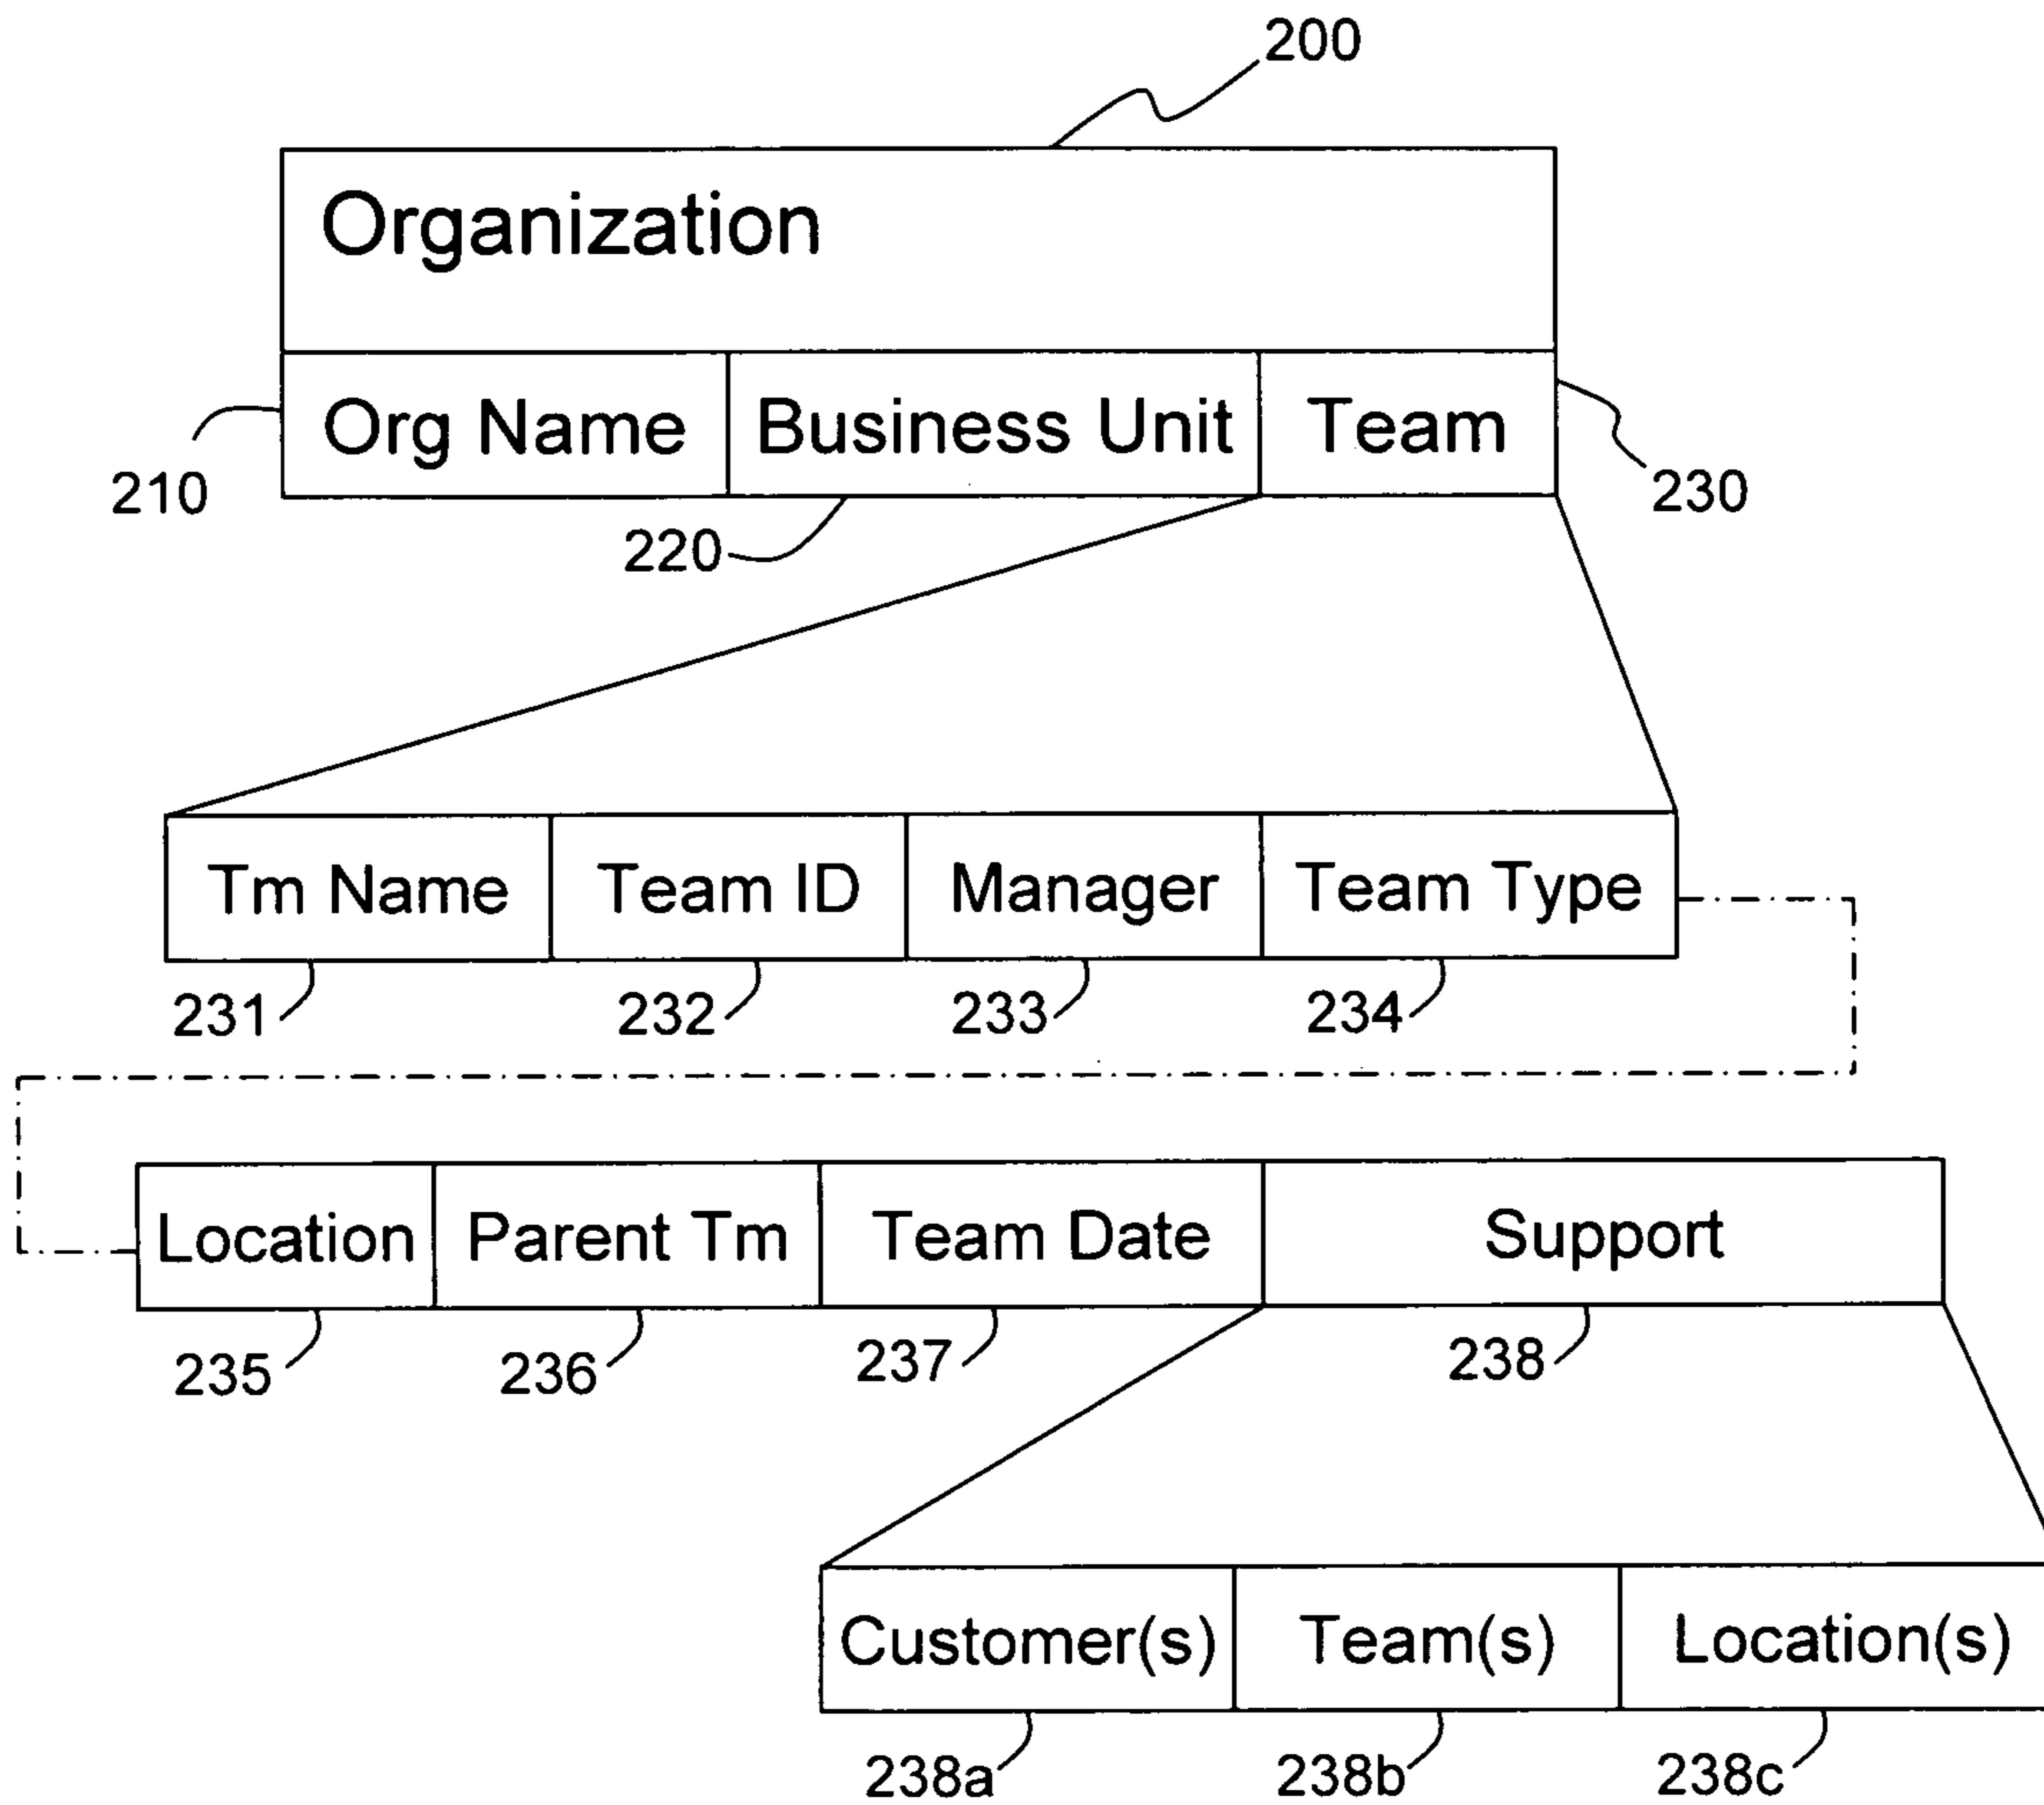 200
Organization
Org Name Business Unit Team
210
230
220
Tm Name Team ID Manager Team Type
231 232 233 234
Location Parent Tm Team Date Support
235 236 237 238
Customer(s) Team(s) Location(s)
238a 238b 238c